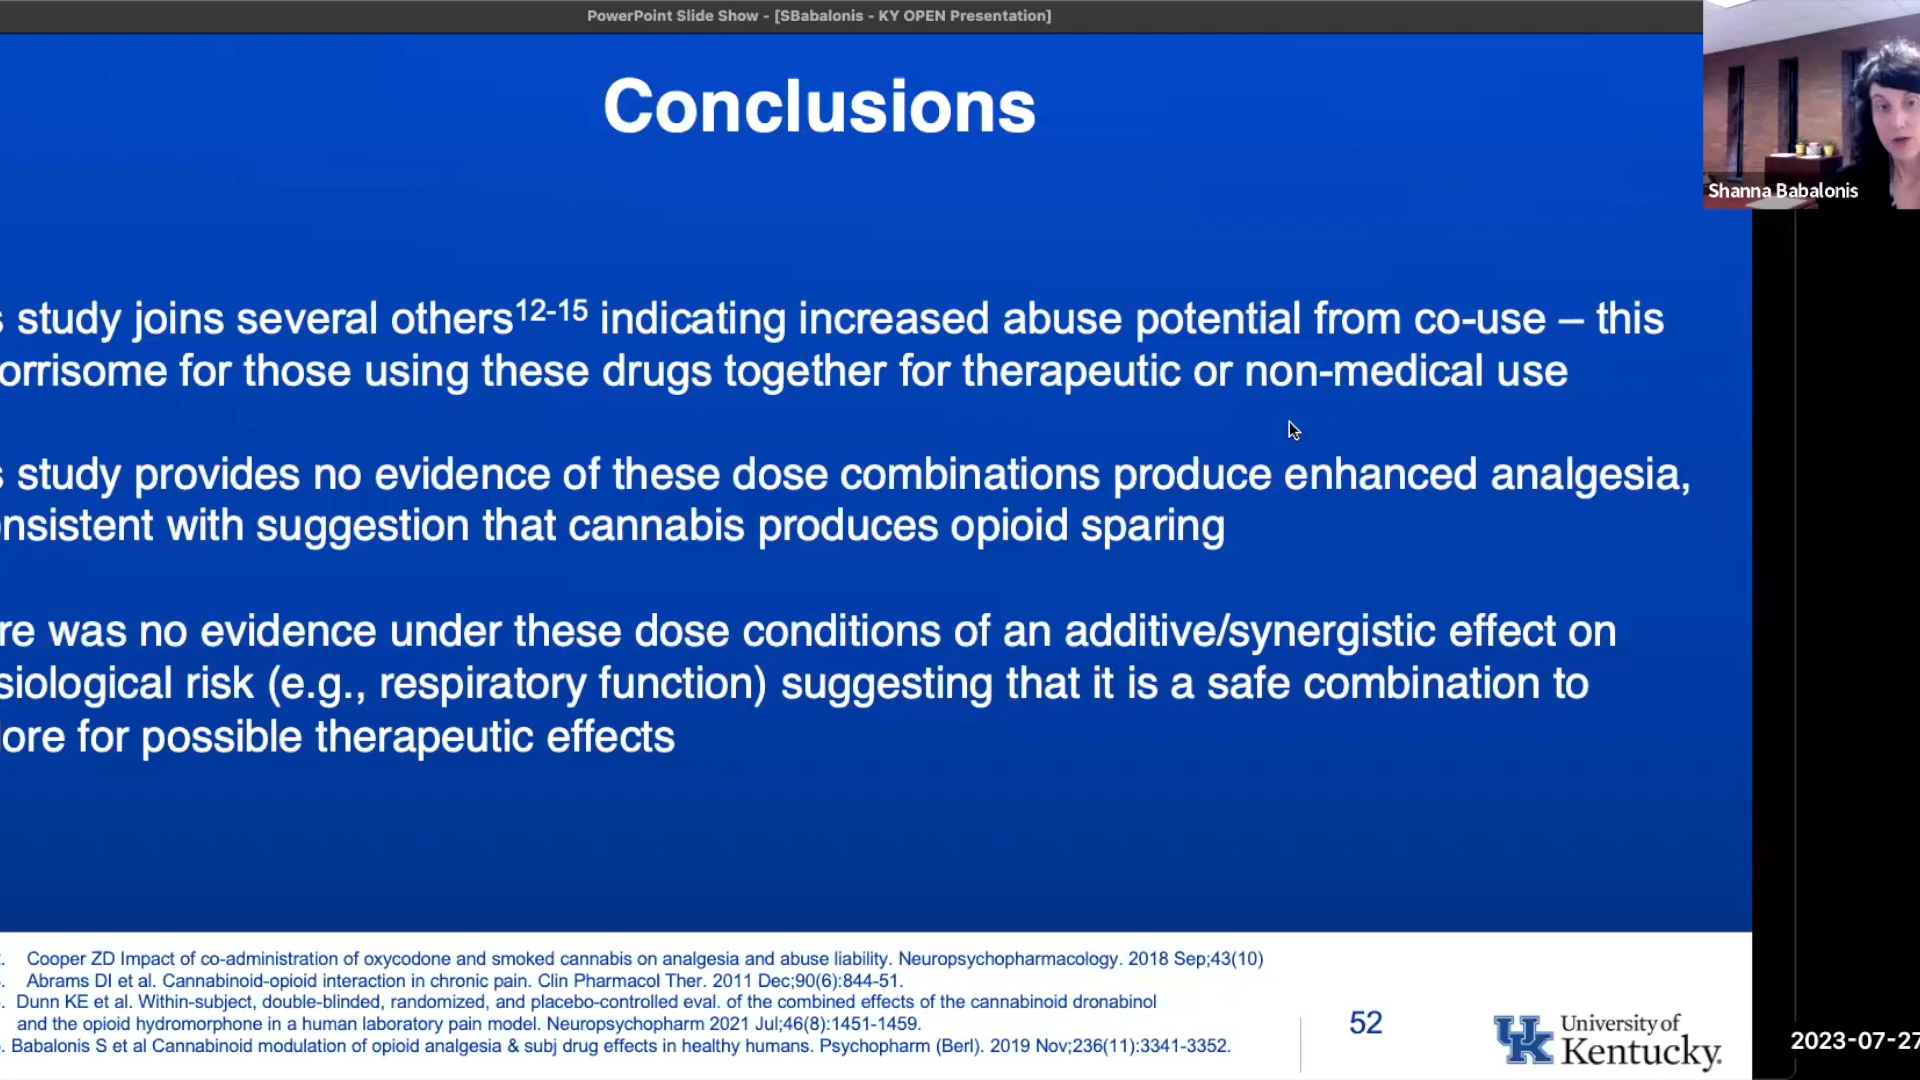 PowerPoint Slide Show - [SBabalonis - KY OPEN Presentation]
Shanna Babalonis
Conclusions
s study joins several others12-15 indicating increased abuse potential from co-use – this
orrisome for those using these drugs together for therapeutic or non-medical use
s study provides no evidence of these dose combinations produce enhanced analgesia,
onsistent with suggestion that cannabis produces opioid sparing
re was no evidence under these dose conditions of an additive/synergistic effect on
siological risk (e.g., respiratory function) suggesting that it is a safe combination to
lore for possible therapeutic effects
. Cooper ZD Impact of co-administration of oxycodone and smoked cannabis on analgesia and abuse liability. Neuropsychopharmacology. 2018 Sep;43(10)
. Abrams DI et al. Cannabinoid-opioid interaction in chronic pain. Clin Pharmacol Ther. 2011 Dec;90(6):844-51.
. Dunn KE et al. Within-subject, double-blinded, randomized, and placebo-controlled eval. of the combined effects of the cannabinoid dronabinol
and the opioid hydromorphone in a human laboratory pain model. Neuropsychopharm 2021 Jul;46(8):1451-1459.
. Babalonis S et al Cannabinoid modulation of opioid analgesia & subj drug effects in healthy humans. Psychopharm (Berl). 2019 Nov;236(11):3341-3352.
52
UK University of
Kentucky.
2023-07-27